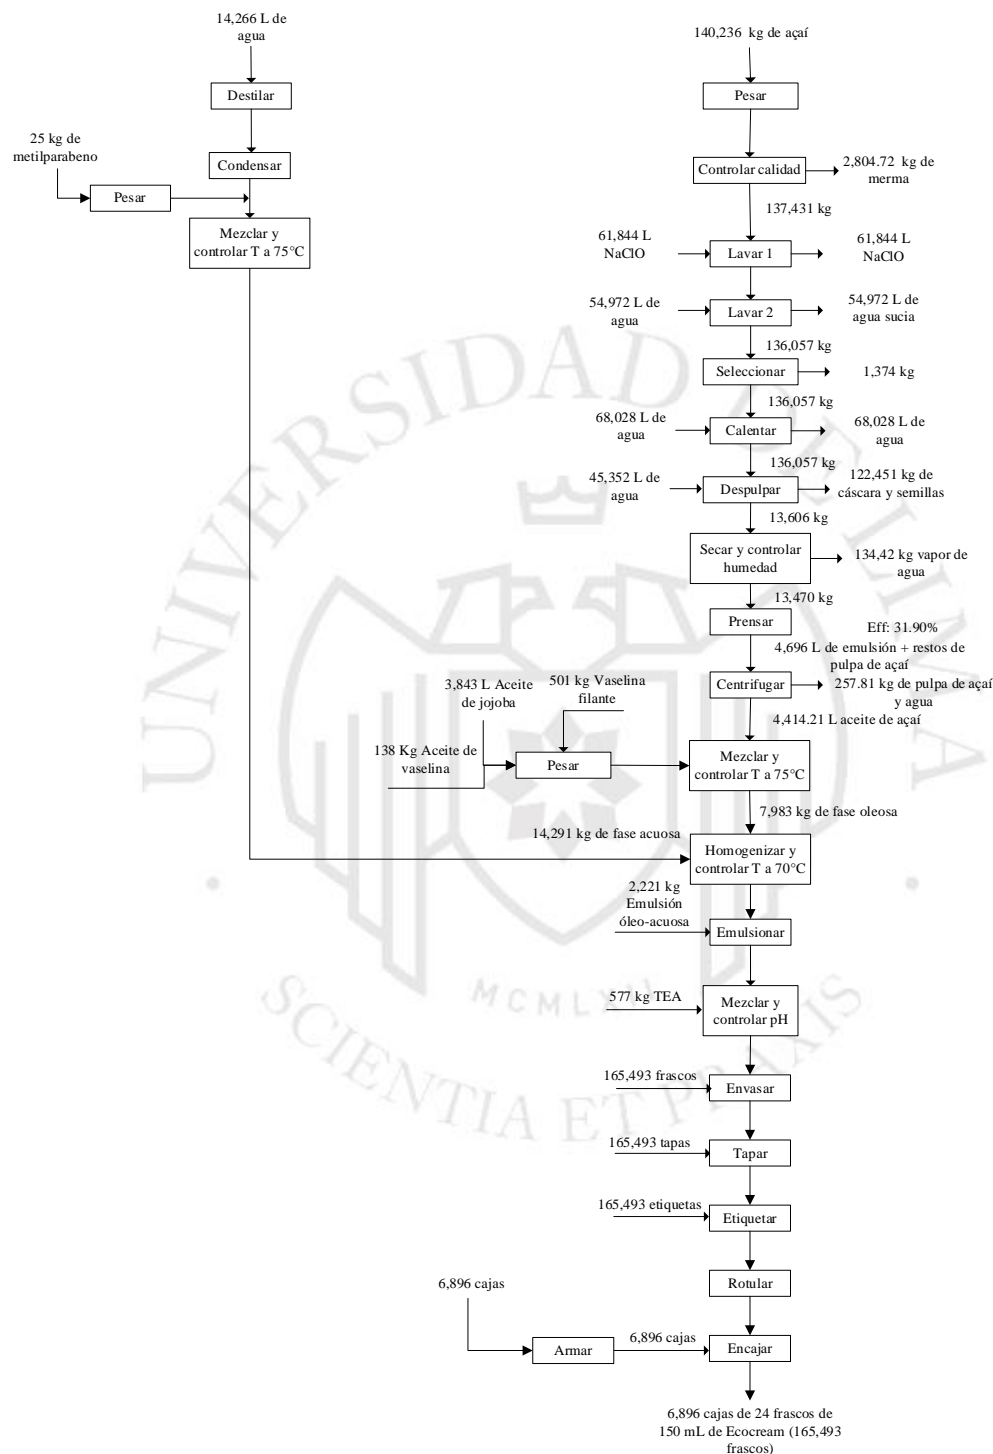 14,266 L de
agua
Destilar
25 kg de
metilparabeno
Pesar
Condensar
Mezclar y
controlar T a 75°C
140,236 kg de açaí
Pesar
Controlar calidad
2,804.72 kg de
merma
137,431 kg
61,844 L
NaClO
Lavar 1
61,844 L
NaClO
54,972 L de
agua
Lavar 2
54,972 L de
agua sucia
136,057 kg
Seleccionar
1,374 kg
136,057 kg
68,028 L de
agua
Calentar
68,028 L de
agua
136,057 kg
45,352 L de
agua
Despulpar
122,451 kg de
cáscara y semillas
13,606 kg
Secar y controlar
humedad
134,42 kg vapor de
agua
13,470 kg
Prensar
Eff: 31.90%
4,696 L de emulsión + restos de
pulpa de açaí
Centrifugar
257.81 kg de pulpa de açaí
y agua
4,414.21 L aceite de açaí
3,843 L Aceite
de jojoba
501 kg Vaselina
filante
138 Kg Aceite de
vaselina
Pesar
Mezclar y
controlar T a 75°C
7,983 kg de fase oleosa
14,291 kg de fase acuosa
Homogenizar y
controlar T a 70°C
2,221 kg
Emulsión
óleo-acuosa
Emulsionar
577 kg TEA
Mezclar y
controlar pH
165,493 frascos
Envasar
165,493 tapas
Tapar
165,493 etiquetas
Etiquetar
Rotular
6,896 cajas
Armar
6,896 cajas
Encajar
6,896 cajas de 24 frascos de
150 mL de Ecocream (165,493
frascos)
UNIVERSIDAD DE LIMA
MCMLXII
SCIENTIA ET PRAXIS